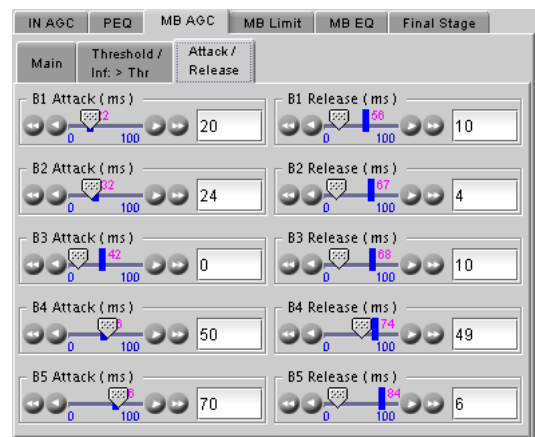 IN AGC PEQ MB AGC MB Limit MB EQ Final Stage
Main Threshold / Inf: > Thr Attack / Release
B1 Attack ( ms ) B1 Release ( ms )
2 56
20 10
0 100 0 100
B2 Attack ( ms ) B2 Release ( ms )
32 67
24 4
0 100 0 100
B3 Attack ( ms ) B3 Release ( ms )
42 68
0 10
0 100 0 100
B4 Attack ( ms ) B4 Release ( ms )
74
50 49
0 100 0 100
B5 Attack ( ms ) B5 Release ( ms )
84
70 6
0 100 0 100